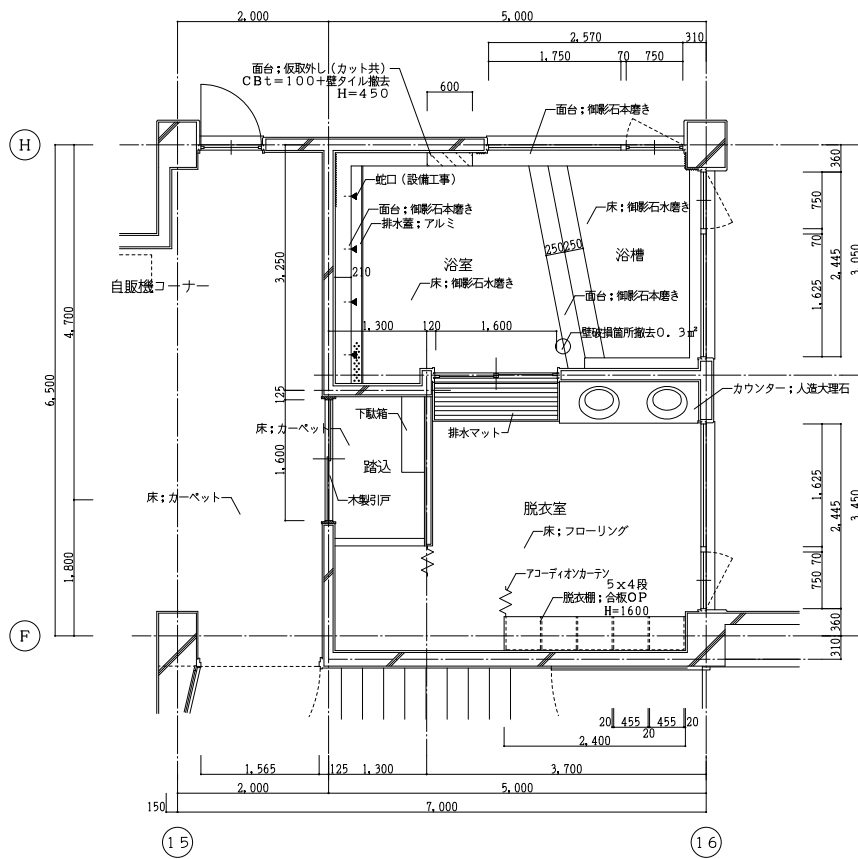 2,000
5,000
2,570
310
1,750
70
750
面台；仮取外し（カット共）
CBt=100+壁タイル撤去
H=450
600
面台；御影石本磨き
H
360
蛇口（設備工事）
面台；御影石本磨き
排水蓋；アルミ
床；御影石水磨き
750
70
2,445
3,050
1,625
3,250
250
250
浴室
浴槽
210
床；御影石水磨き
面台；御影石本磨き
自販機コーナー
4,700
6,500
1,300
120
1,600
壁破損箇所撤去0.3㎡
125
カウンター；人造大理石
下駄箱
床；カーペット
排水マット
1,600
踏込
木製引戸
床；カーペット
脱衣室
床；フローリング
1,625
2,445
3,450
70
750
1,800
アコーディオンカーテン
5x4段
脱衣棚；合板OP
H=1600
F
360
310
20
455
455
20
20
2,400
1,565
125
1,300
3,700
2,000
5,000
150
7,000
15
16